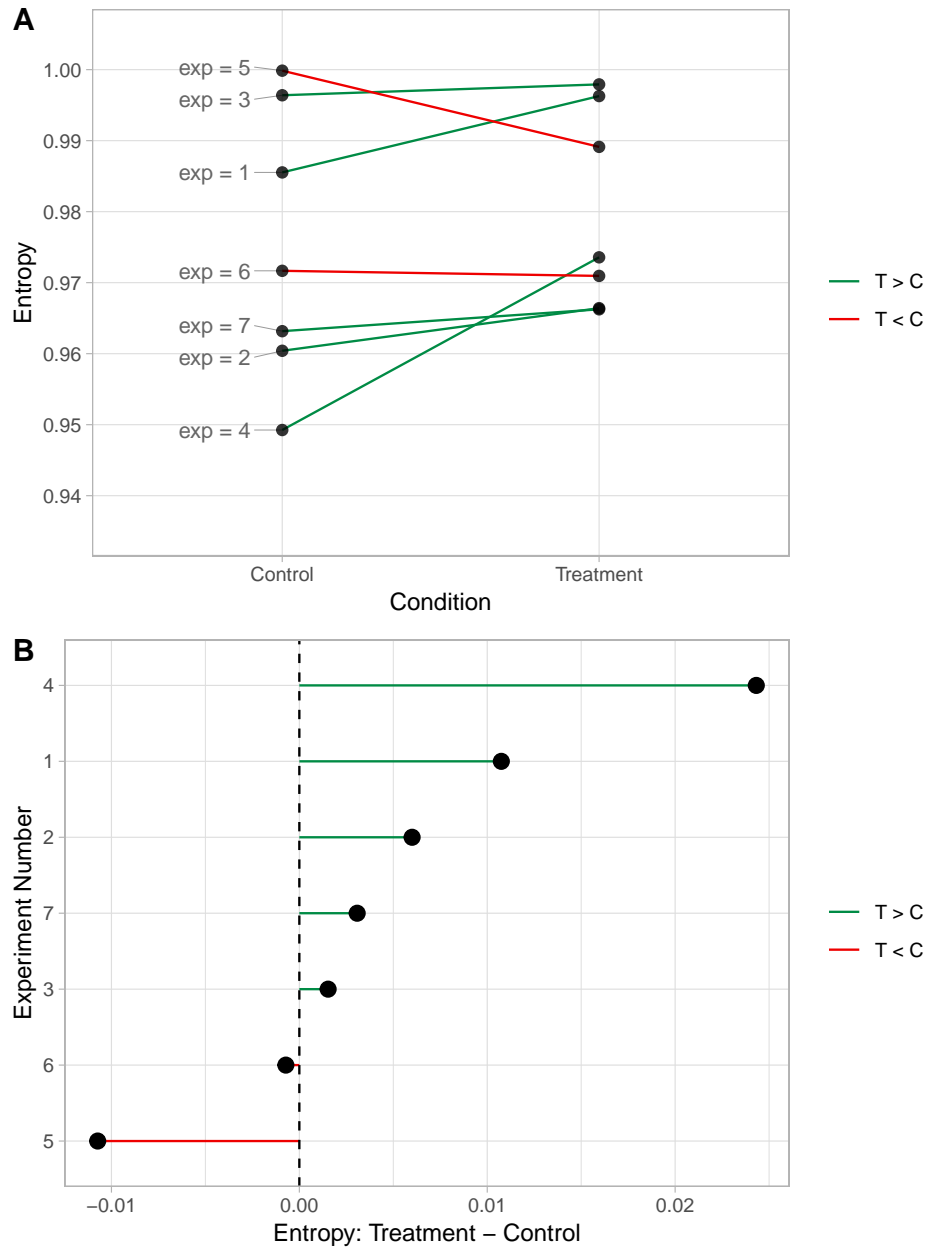 A
1.00
0.99
0.98
0.97
0.96
0.95
0.94
Entropy
exp = 5
exp = 3
exp = 1
exp = 6
exp = 7
exp = 2
exp = 4
Control
Treatment
Condition
T > C
T < C
B
4
1
2
7
3
6
5
Experiment Number
−0.01
0.00
0.01
0.02
Entropy: Treatment − Control
T > C
T < C